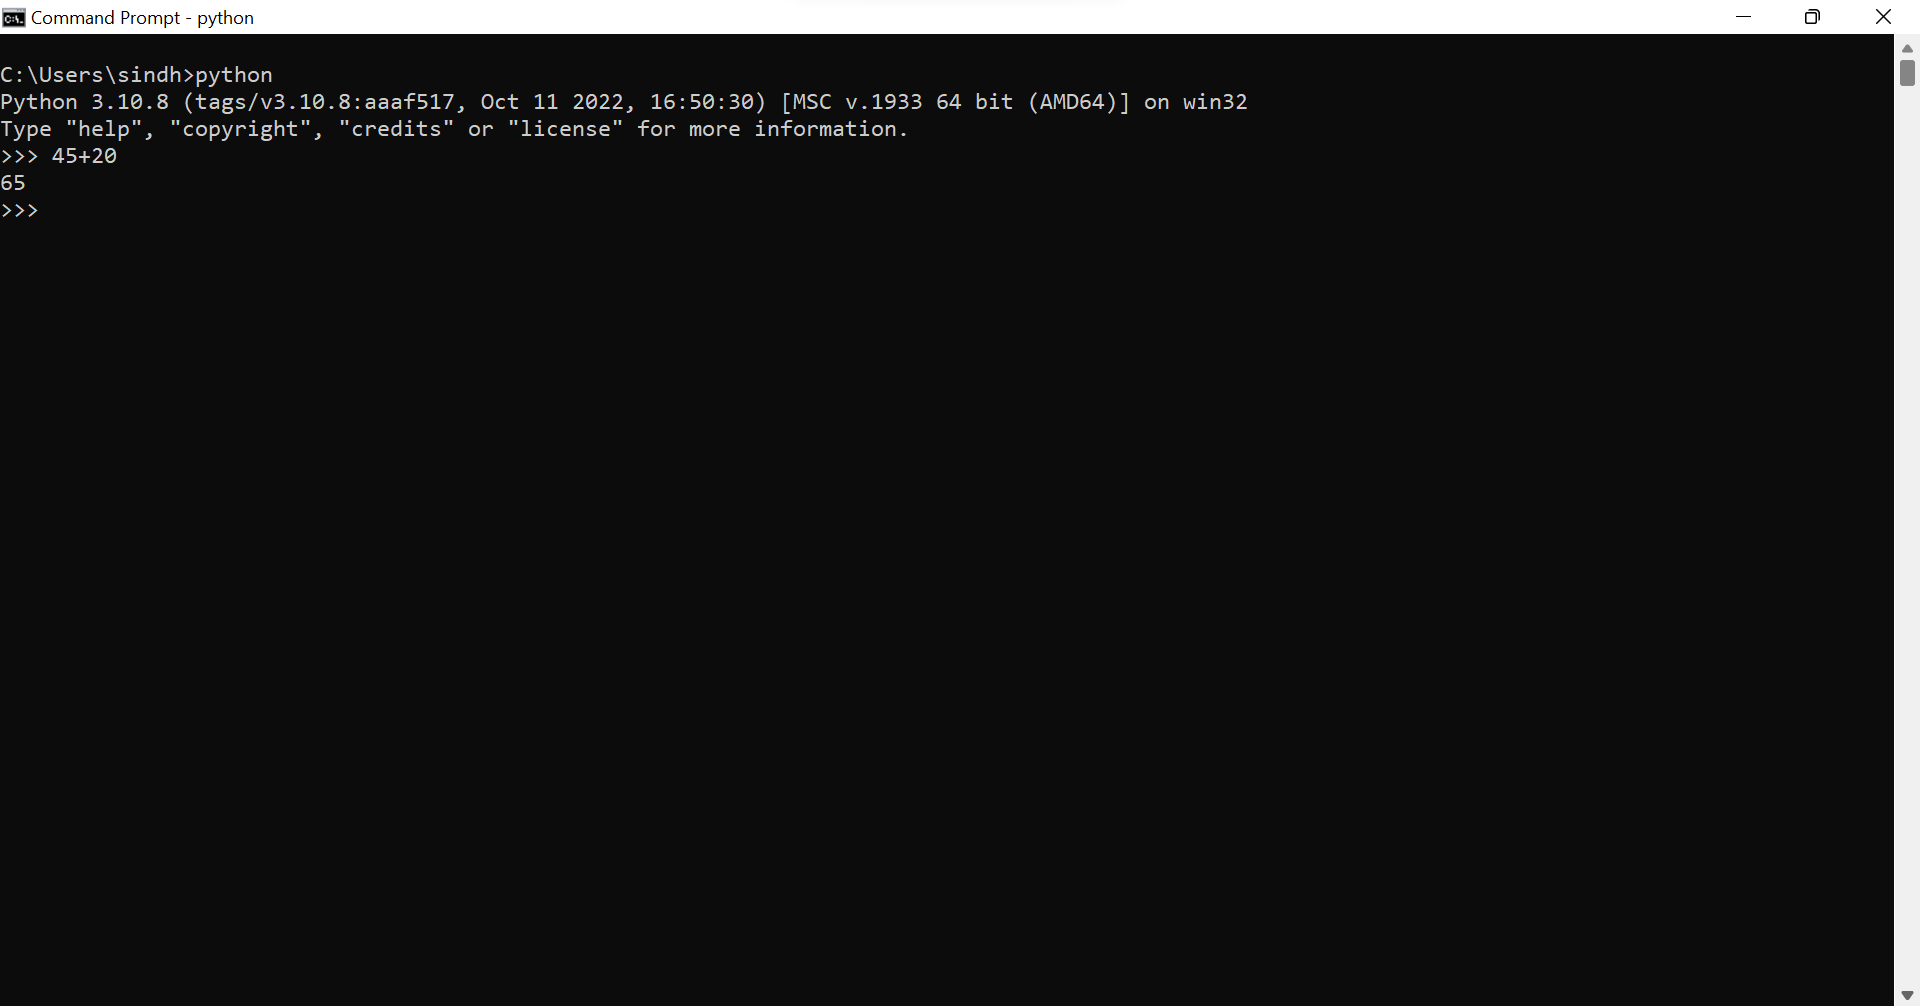 Command Prompt - python
C:\Users\sindh>python
Python 3.10.8 (tags/v3.10.8:aaaf517, Oct 11 2022, 16:50:30) [MSC v.1933 64 bit (AMD64)] on win32
Type "help", "copyright", "credits" or "license" for more information.
>>> 45+20
65
>>>